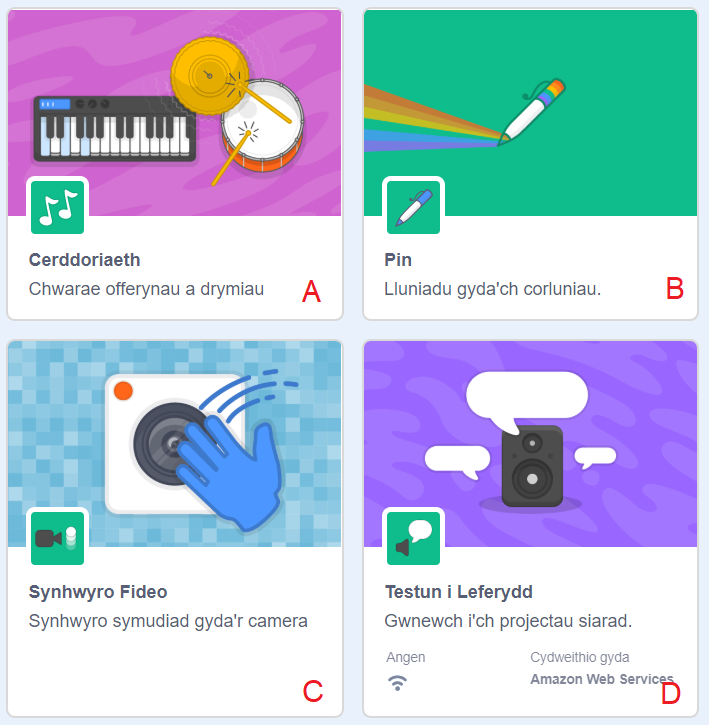 Cerddoriaeth
Chwarae offerynau a drymiau
A
Pin
Lluniadu gyda'ch corluniau.
B
Synhwyro Fideo
Synhwyro symudiad gyda'r camera
C
Testun i Leferydd
Gwnewch i'ch projectau siarad.
Angen
Cydweithio gyda
Amazon Web Services
D